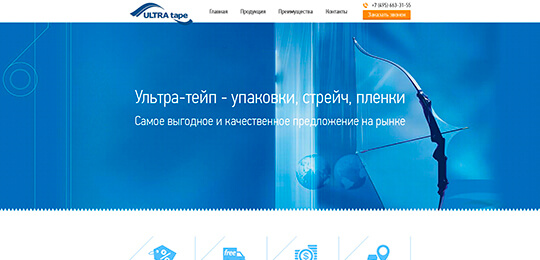 ULTRA tape
Главная Продукция Преимущества Контакты
+7 (495) 663-31-55
Заказать звонок
Ультра-тейп - упаковки, стрейч, пленки
Самое выгодное и качественное предложение на рынке
free